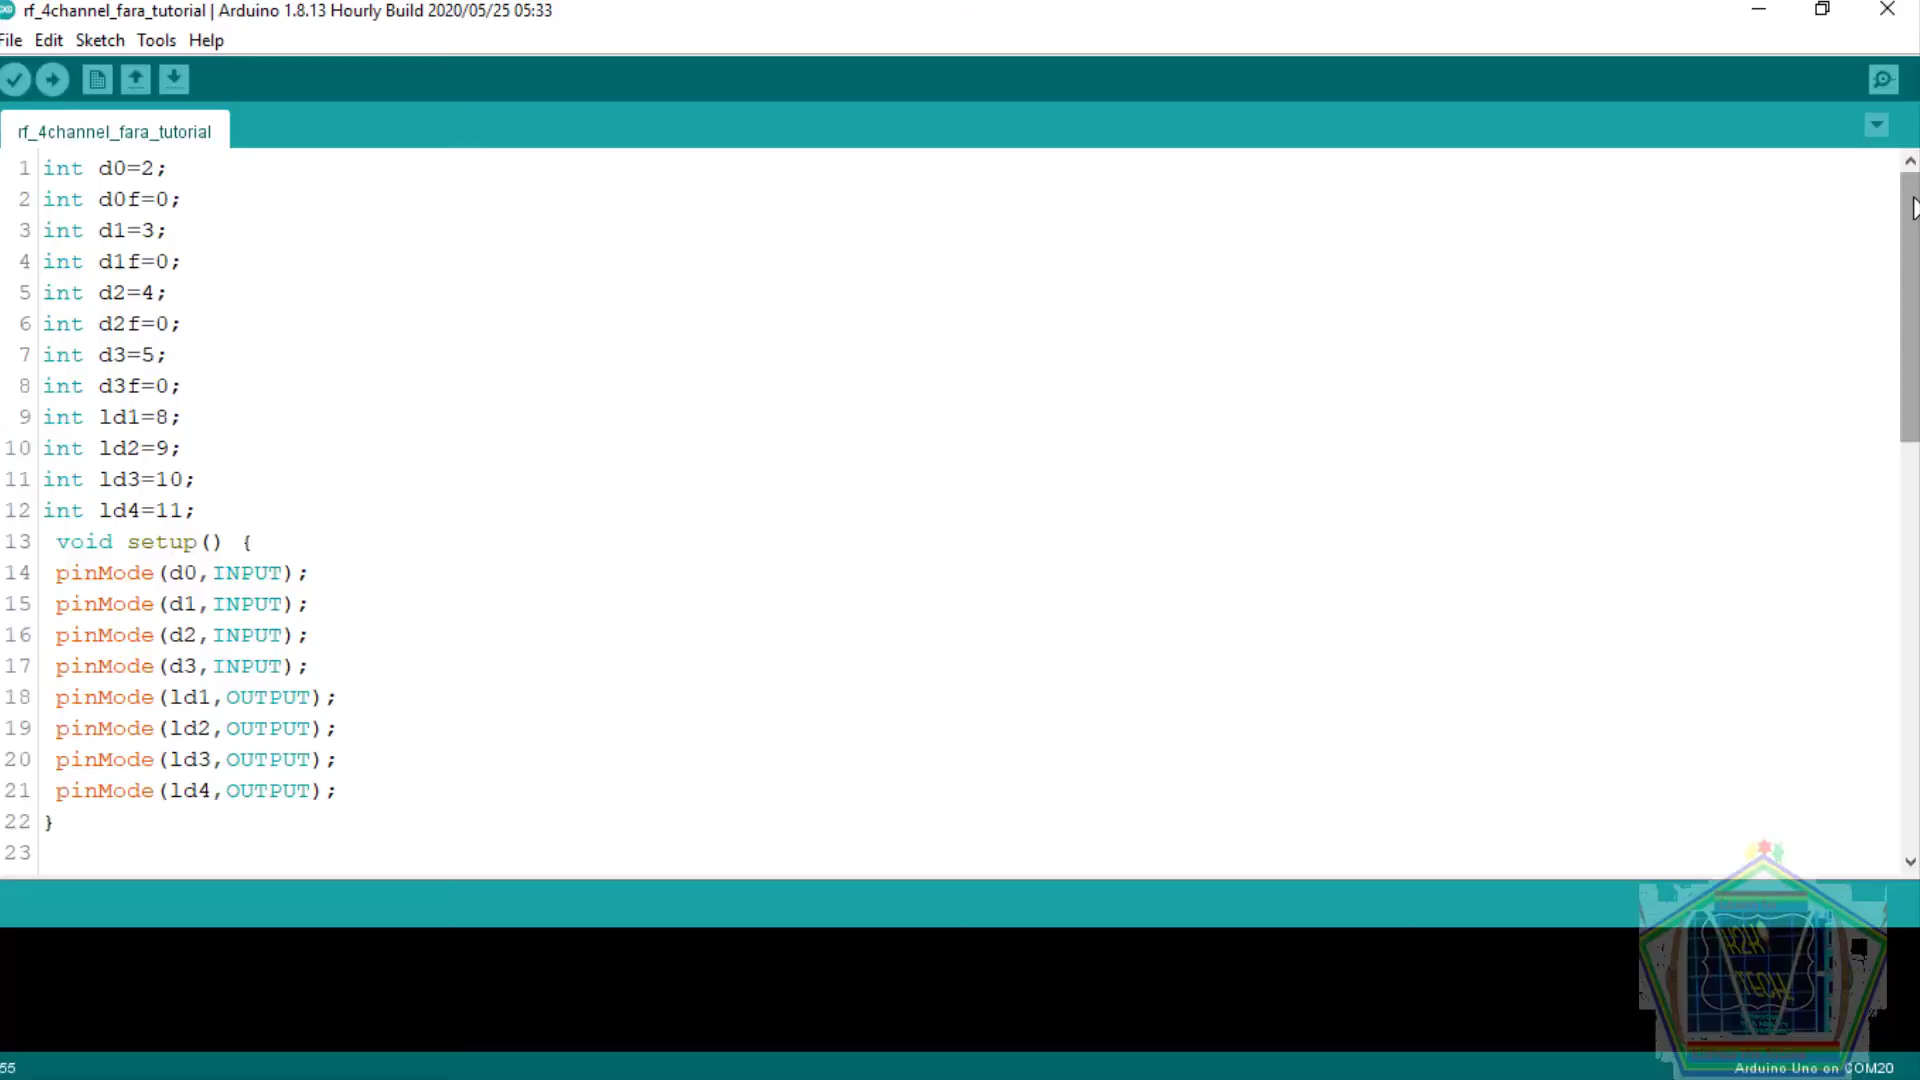 rf_4channel_fara_tutorial | Arduino 1.8.13 Hourly Build 2020/05/25 05:33
File Edit Sketch Tools Help
rf_4channel_fara_tutorial
1 int d0=2;
2 int d0f=0;
3 int d1=3;
4 int d1f=0;
5 int d2=4;
6 int d2f=0;
7 int d3=5;
8 int d3f=0;
9 int ld1=8;
10 int ld2=9;
11 int ld3=10;
12 int ld4=11;
13 void setup() {
14 pinMode(d0,INPUT);
15 pinMode(d1,INPUT);
16 pinMode(d2,INPUT);
17 pinMode(d3,INPUT);
18 pinMode(ld1,OUTPUT);
19 pinMode(ld2,OUTPUT);
20 pinMode(ld3,OUTPUT);
21 pinMode(ld4,OUTPUT);
22 }
23
K2K
TECH
55 Arduino Uno on COM20